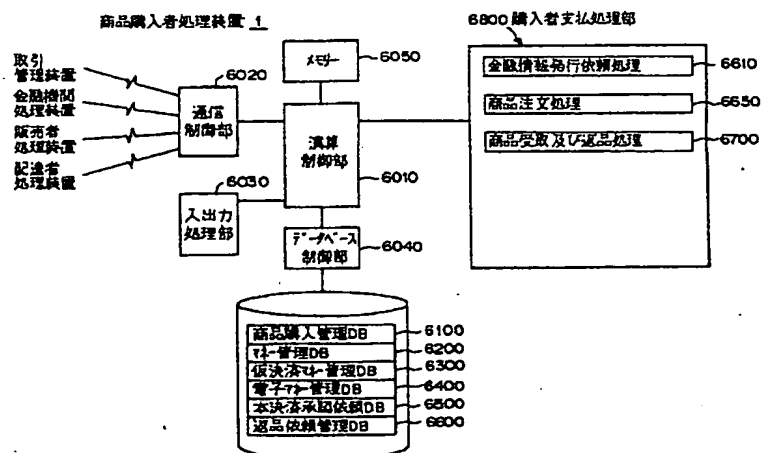 商品購入者処理装置 1
取引
管理装置
金融機関
処理装置
販売者
処理装置
配達者
処理装置
6020
通信
制御部
6030
入出力
処理部
メモリー
6050
演算
制御部
6010
データベース
制御部
6040
商品購入管理DB
6100
マネー管理DB
6200
仮決済マネー管理DB
6300
電子マネー管理DB
6400
本決済承認依頼DB
6500
返品依頼管理DB
6600
6800 購入者支払処理部
金融情報発行依頼処理
6610
商品注文処理
6650
商品受取及び返品処理
6700